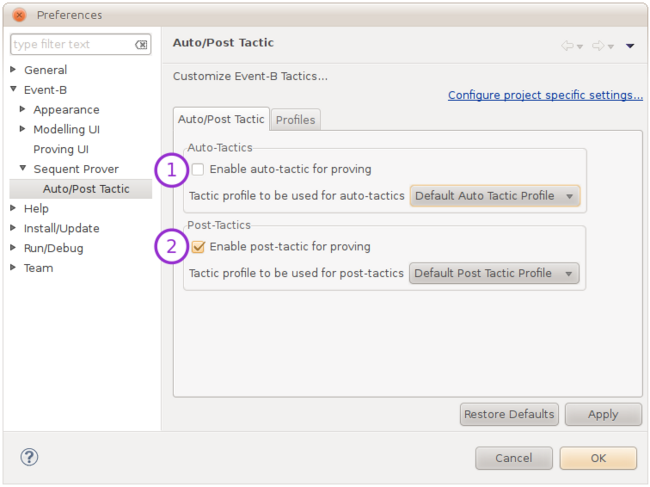 Preferences
type filter text
General
Event-B
Appearance
Modelling UI
Proving UI
Sequent Prover
Auto/Post Tactic
Help
Install/Update
Run/Debug
Team
Auto/Post Tactic
Customize Event-B Tactics...
Configure project specific settings...
Auto/Post Tactic Profiles
Auto-Tactics
1 Enable auto-tactic for proving
Tactic profile to be used for auto-tactics Default Auto Tactic Profile
Post-Tactics
2 Enable post-tactic for proving
Tactic profile to be used for post-tactics Default Post Tactic Profile
Restore Defaults Apply
? Cancel OK